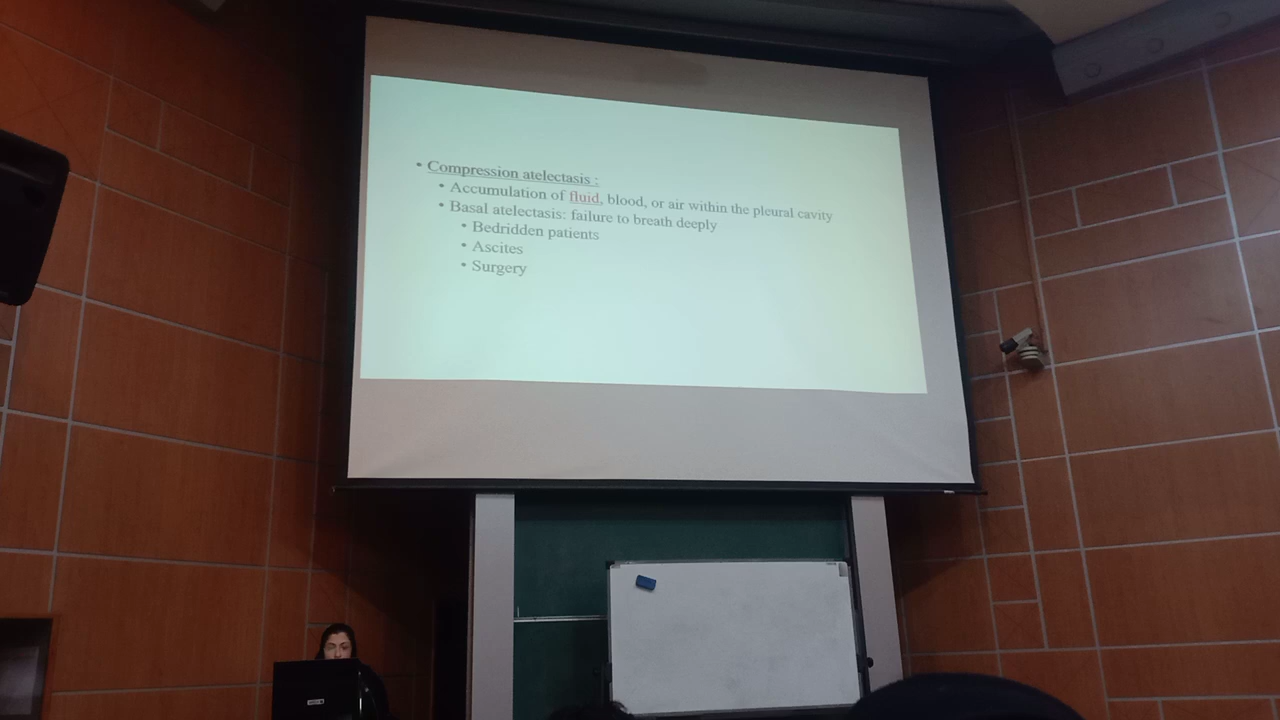 • Compression atelectasis :
• Accumulation of fluid, blood, or air within the pleural cavity
• Basal atelectasis: failure to breath deeply
• Bedridden patients
• Ascites
• Surgery